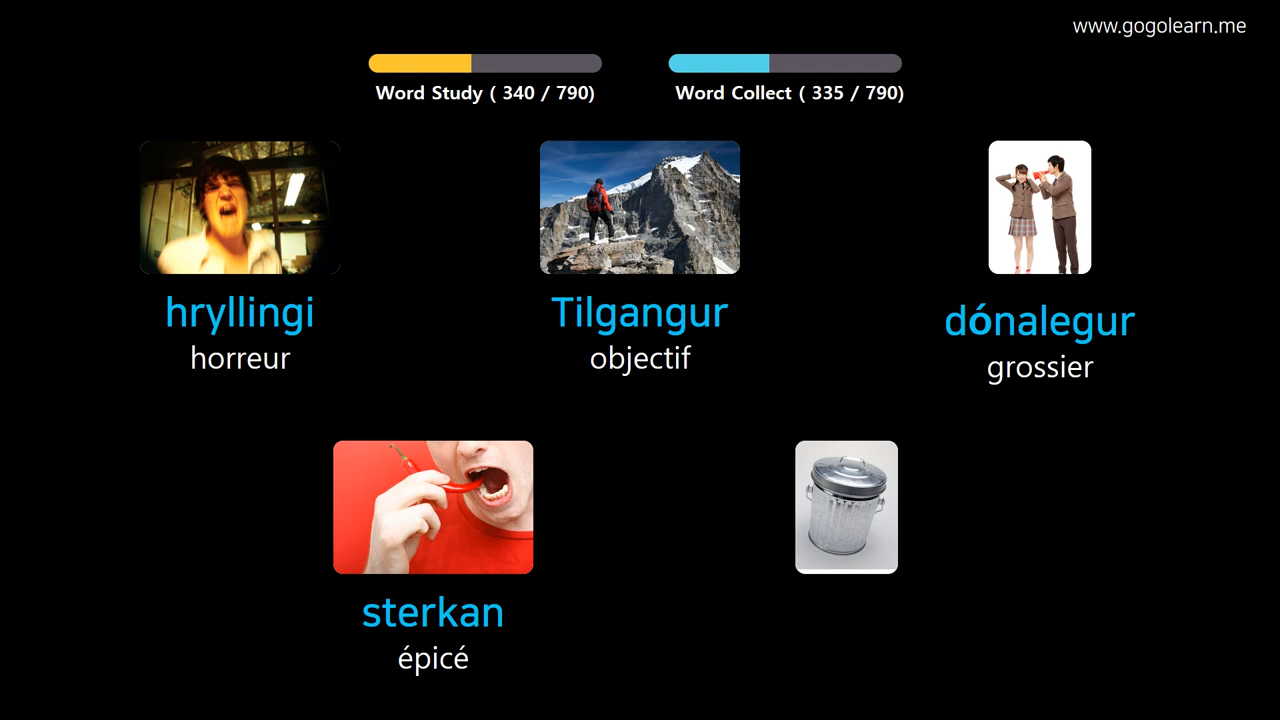 www.gogolearn.me
Word Study ( 340 / 790)
Word Collect ( 335 / 790)
hryllingi
horreur
Tilgangur
objectif
dónalegur
grossier
sterkan
épicé